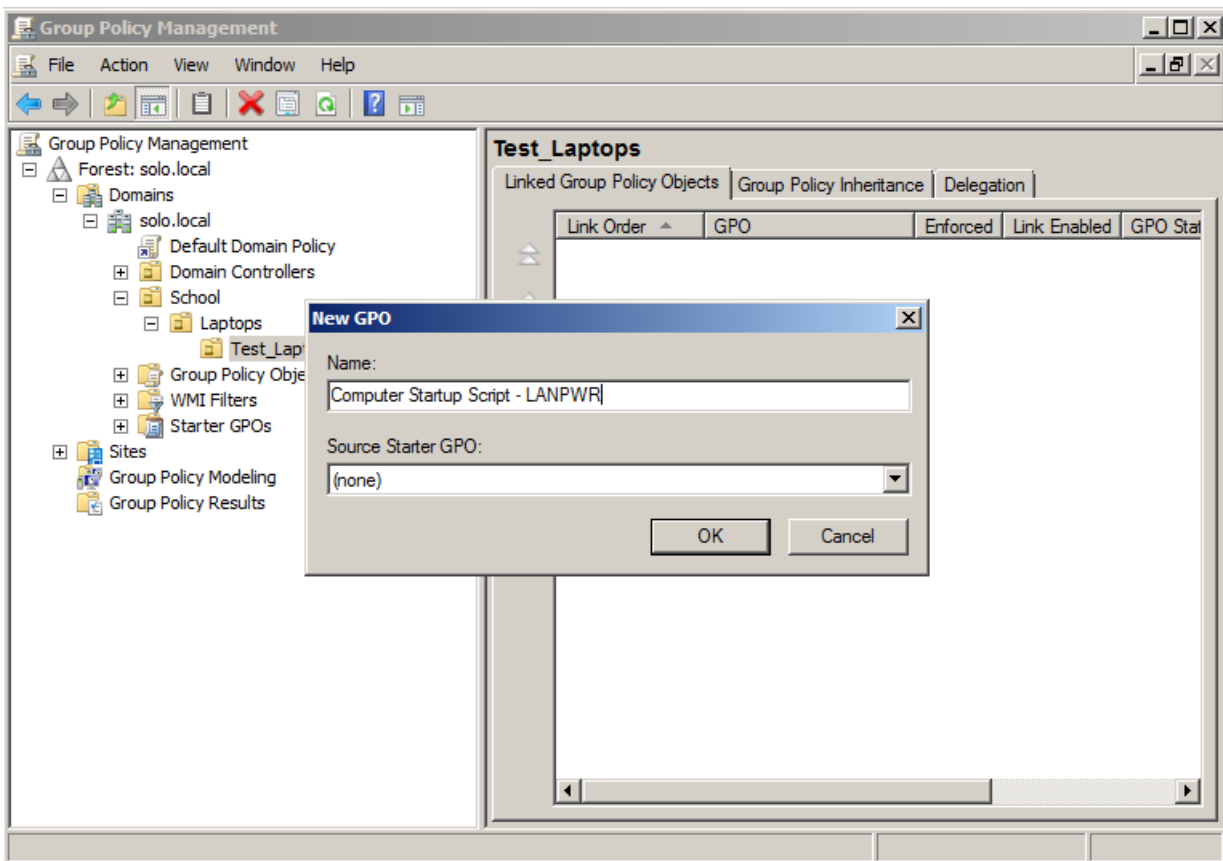 Group Policy Management
File Action View Window Help
Group Policy Management
Forest: solo.local
Domains
solo.local
Default Domain Policy
Domain Controllers
School
Laptops
Test_Lap
Group Policy Obje
WMI Filters
Starter GPOs
Sites
Group Policy Modeling
Group Policy Results
Test_Laptops
Linked Group Policy Objects Group Policy Inheritance Delegation
Link Order GPO Enforced Link Enabled GPO Stat
New GPO
Name:
Computer Startup Script - LANPWR
Source Starter GPO:
(none)
OK Cancel